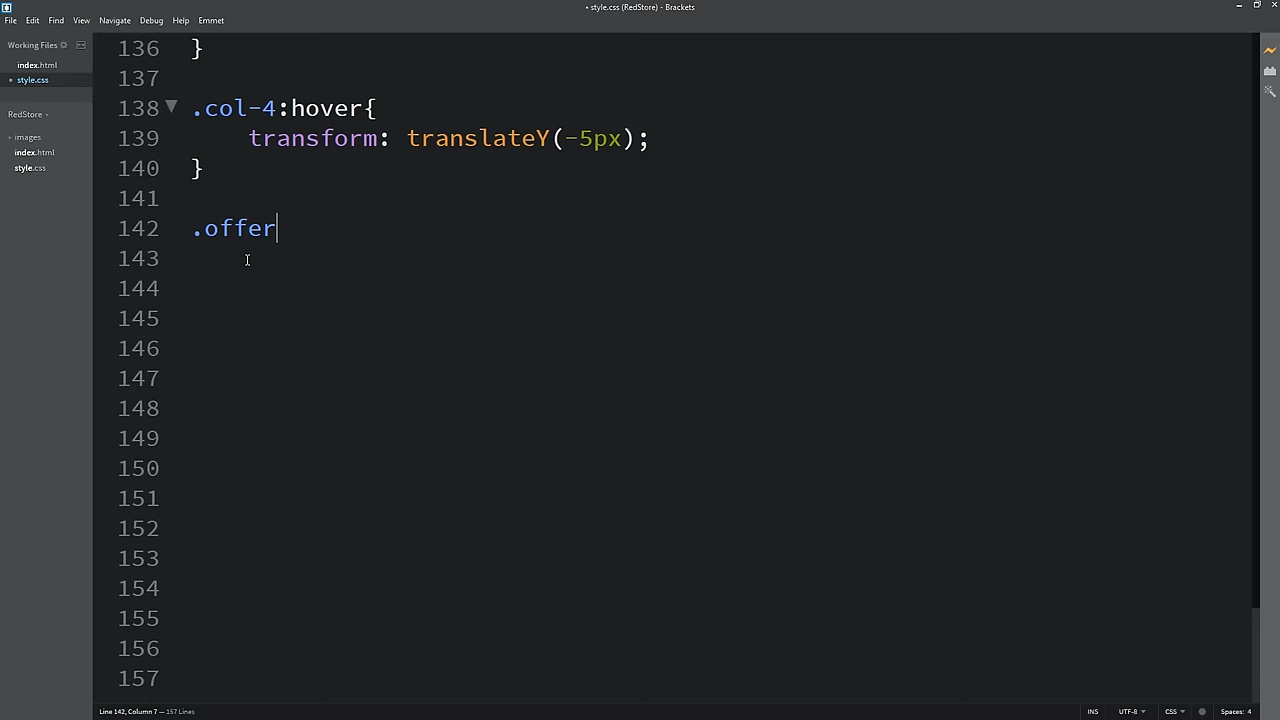 • style.css (RedStore) - Brackets
File Edit Find View Navigate Debug Help Emmet
Working Files
index.html
• style.css
RedStore
images
index.html
style.css
136 }
137
138 .col-4:hover{
139 transform: translateY(-5px);
140 }
141
142 .offer
143
144
145
146
147
148
149
150
151
152
153
154
155
156
157
Line 142, Column 7 — 157 Lines
INS UTF-8 CSS Spaces: 4